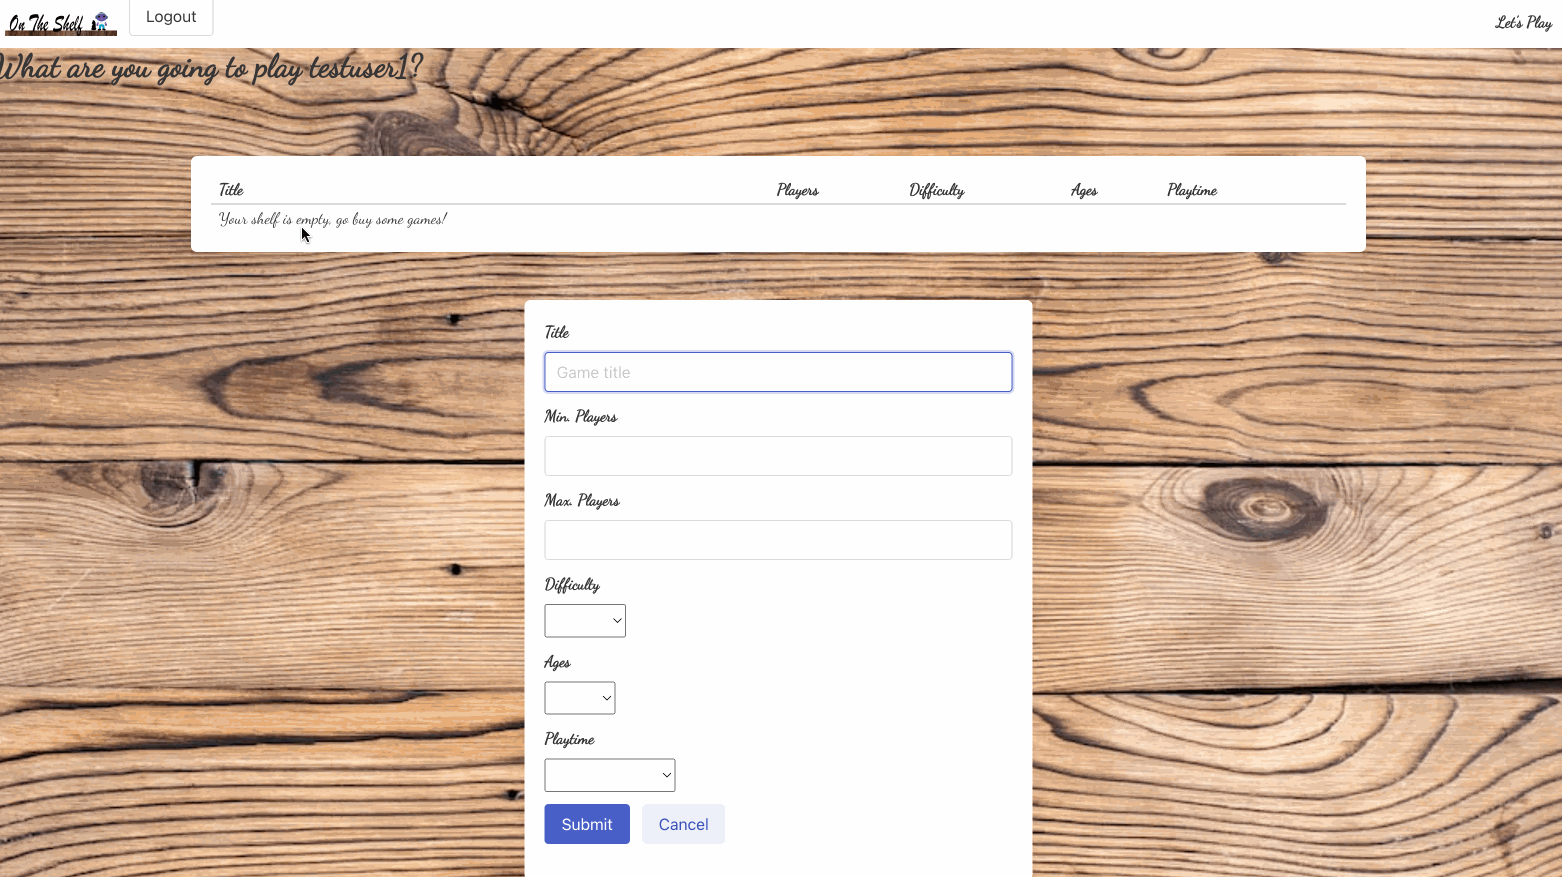 On The Shelf
Logout
Let's Play
What are you going to play testuser1?
Title Players Difficulty Ages Playtime
Your shelf is empty, go buy some games!
Title
Game title
Min. Players
Max. Players
Difficulty
Ages
Playtime
Submit Cancel